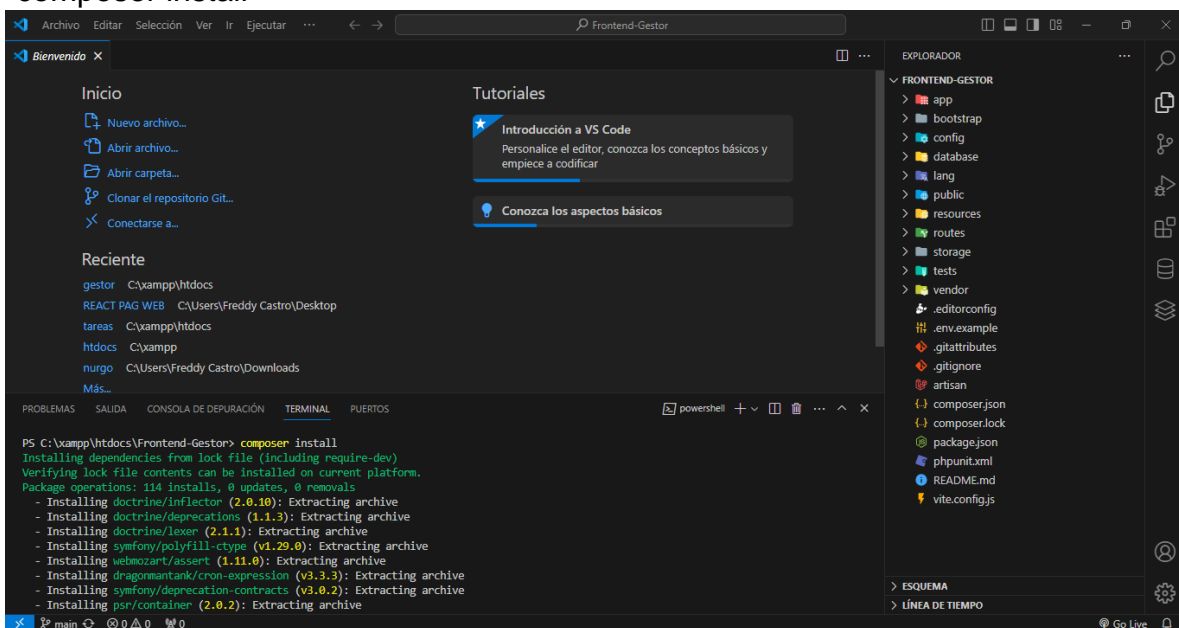 composer install
Archivo Editar Selección Ver Ir Ejecutar ··· Frontend-Gestor
Bienvenido
Inicio
Nuevo archivo...
Abrir archivo...
Abrir carpeta...
Clonar el repositorio Git...
Conectarse a...
Reciente
gestor C:\xampp\htdocs
REACT PAG WEB C:\Users\Freddy Castro\Desktop
tareas C:\xampp\htdocs
htdocs C:\xampp
nurgo C:\Users\Freddy Castro\Downloads
Más...
Tutoriales
Introducción a VS Code
Personalice el editor, conozca los conceptos básicos y
empiece a codificar
Conozca los aspectos básicos
PROBLEMAS SALIDA CONSOLA DE DEPURACIÓN TERMINAL PUERTOS powershell
PS C:\xampp\htdocs\Frontend-Gestor> composer install
Installing dependencies from lock file (including require-dev)
Verifying lock file contents can be installed on current platform.
Package operations: 114 installs, 0 updates, 0 removals
- Installing doctrine/inflector (2.0.10): Extracting archive
- Installing doctrine/deprecations (1.1.3): Extracting archive
- Installing doctrine/lexer (2.1.1): Extracting archive
- Installing symfony/polyfill-ctype (v1.29.0): Extracting archive
- Installing webmozart/assert (1.11.0): Extracting archive
- Installing dragonmantank/cron-expression (v3.3.3): Extracting archive
- Installing symfony/deprecation-contracts (v3.0.2): Extracting archive
- Installing psr/container (2.0.2): Extracting archive
EXPLORADOR
FRONTEND-GESTOR
app
bootstrap
config
database
lang
public
resources
routes
storage
tests
vendor
.editorconfig
.env.example
.gitattributes
.gitignore
artisan
composer.json
composer.lock
package.json
phpunit.xml
README.md
vite.config.js
ESQUEMA
LÍNEA DE TIEMPO
main 0 0 0 Go Live